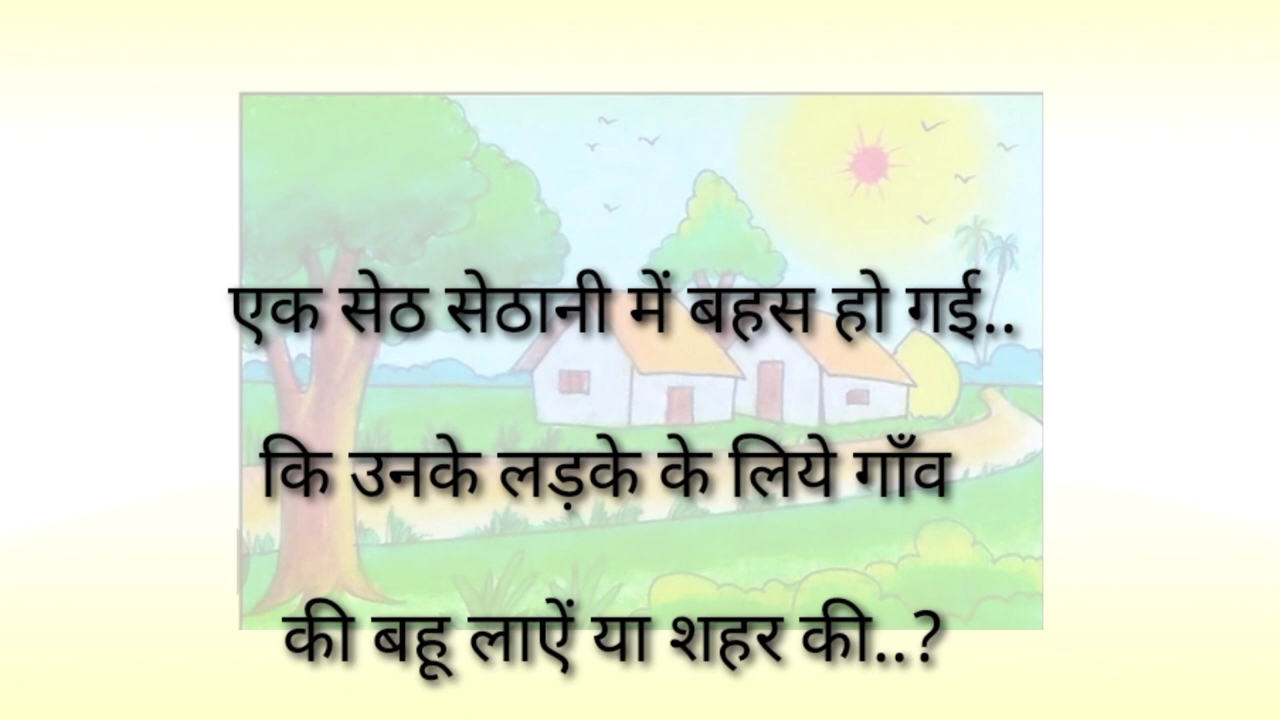 एक सेठ सेठानी में बहस हो गई..
कि उनके लड़के के लिये गाँव
की बहू लाऐं या शहर की..?